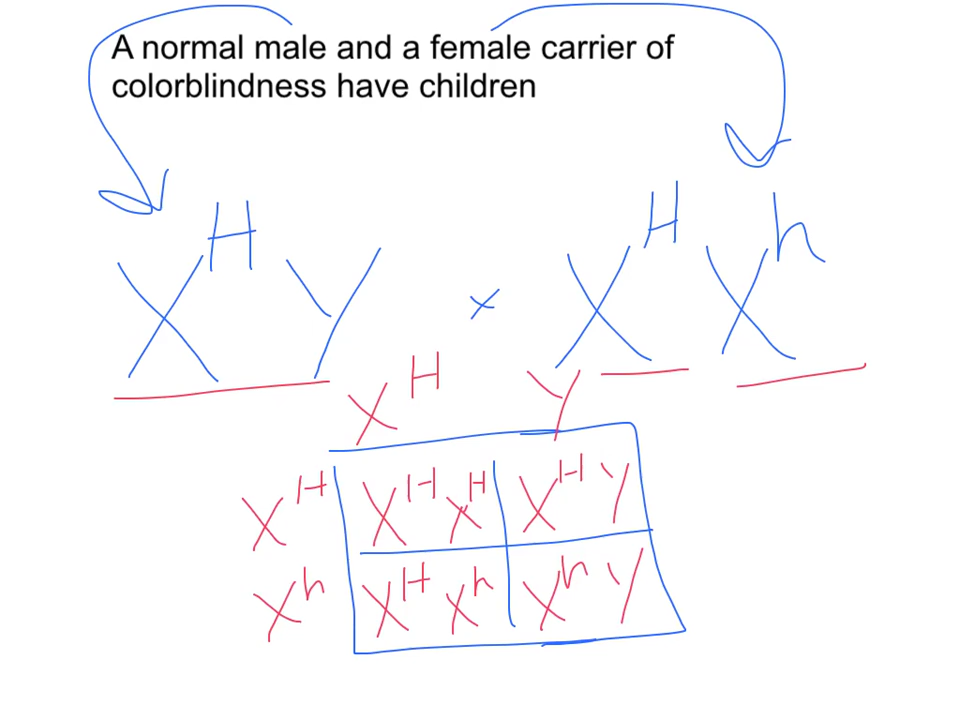 A normal male and a female carrier of
colorblindness have children
X^H Y × X^H X^h
X^H Y
X^H X^H X^H X^H Y
X^h X^H X^h X^h Y